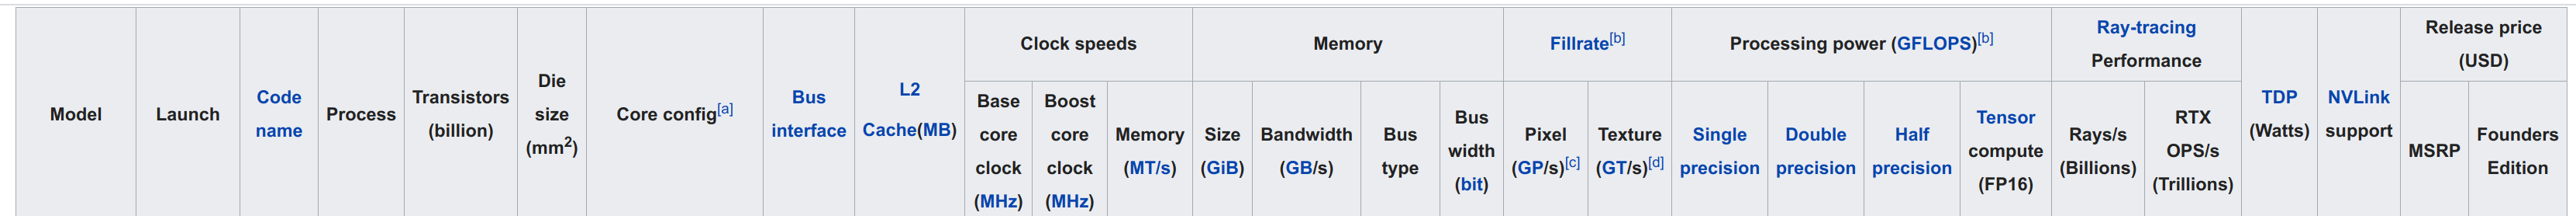 Model
Launch
Code
name
Process
Transistors
(billion)
Die
size
(mm2)
Core config[a]
Bus
interface
L2
Cache(MB)
Clock speeds
Base
core
clock
(MHz)
Boost
core
clock
(MHz)
Memory
(MT/s)
Memory
Size
(GiB)
Bandwidth
(GB/s)
Bus
type
Bus
width
(bit)
Fillrate[b]
Pixel
(GP/s)[c]
Texture
(GT/s)[d]
Processing power (GFLOPS)[b]
Single
precision
Double
precision
Half
precision
Tensor
compute
(FP16)
Ray-tracing
Performance
Rays/s
(Billions)
RTX
OPS/s
(Trillions)
TDP
(Watts)
NVLink
support
Release price
(USD)
MSRP
Founders
Edition